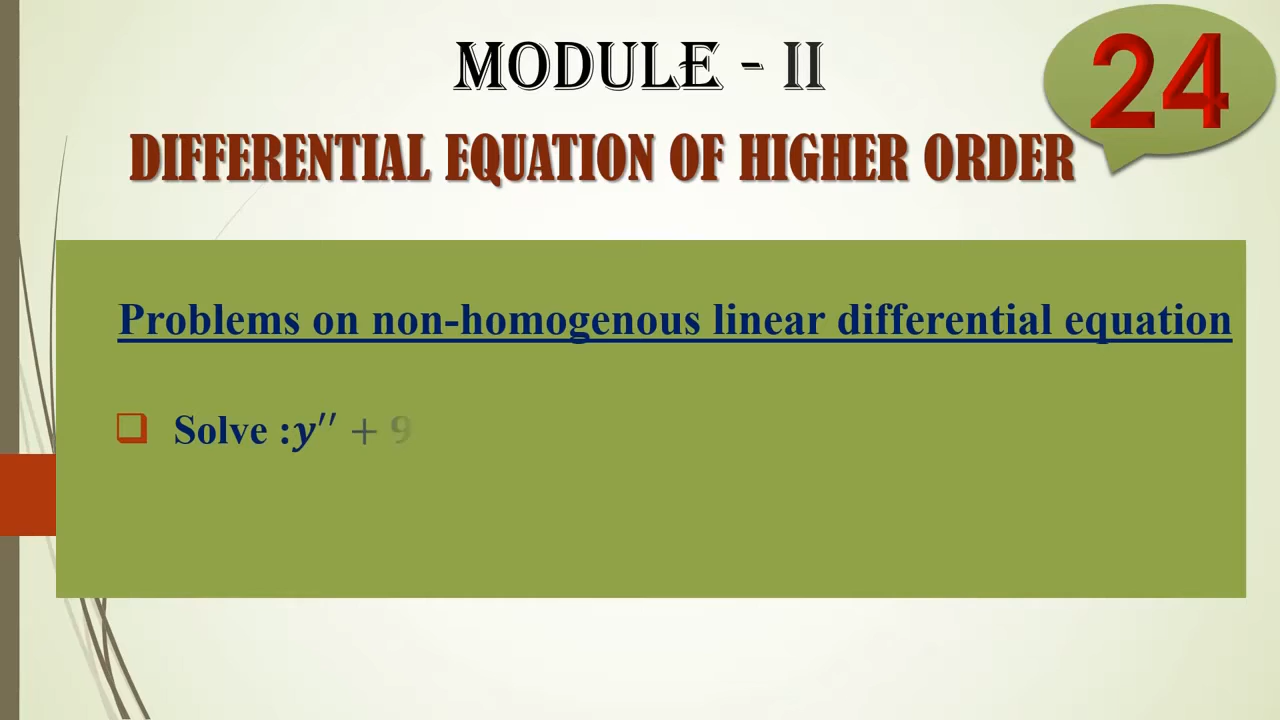 MODULE - II
24
DIFFERENTIAL EQUATION OF HIGHER ORDER
Problems on non-homogenous linear differential equation
❑ Solve :y′′ + 9